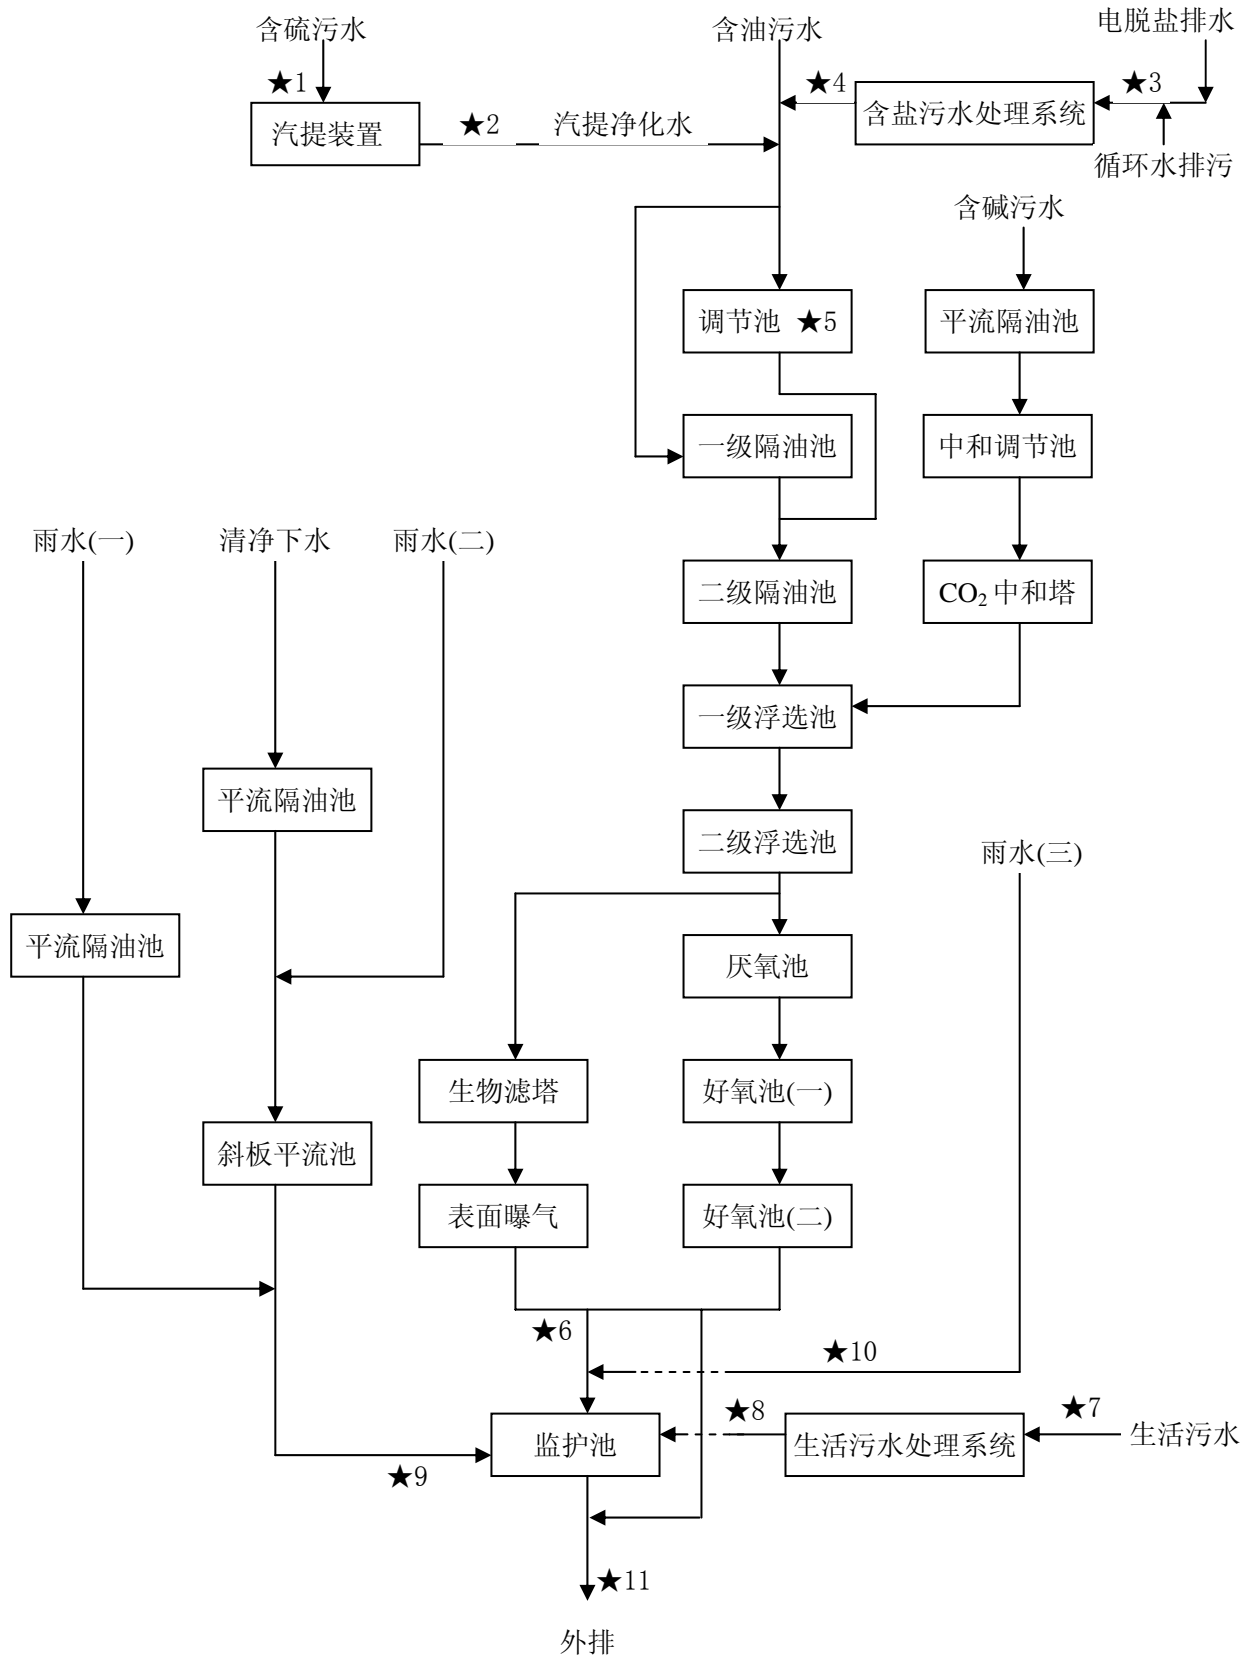 含硫污水
含油污水
电脱盐排水
★1
★4
★3
汽提装置
★2
汽提净化水
含盐污水处理系统
循环水排污
含碱污水
调节池 ★5
平流隔油池
一级隔油池
中和调节池
雨水(一)
清净下水
雨水(二)
二级隔油池
CO₂中和塔
一级浮选池
平流隔油池
二级浮选池
雨水(三)
平流隔油池
厌氧池
生物滤塔
好氧池(一)
斜板平流池
表面曝气
好氧池(二)
★6
★10
★8
★7
监护池
生活污水处理系统
生活污水
★9
★11
外排